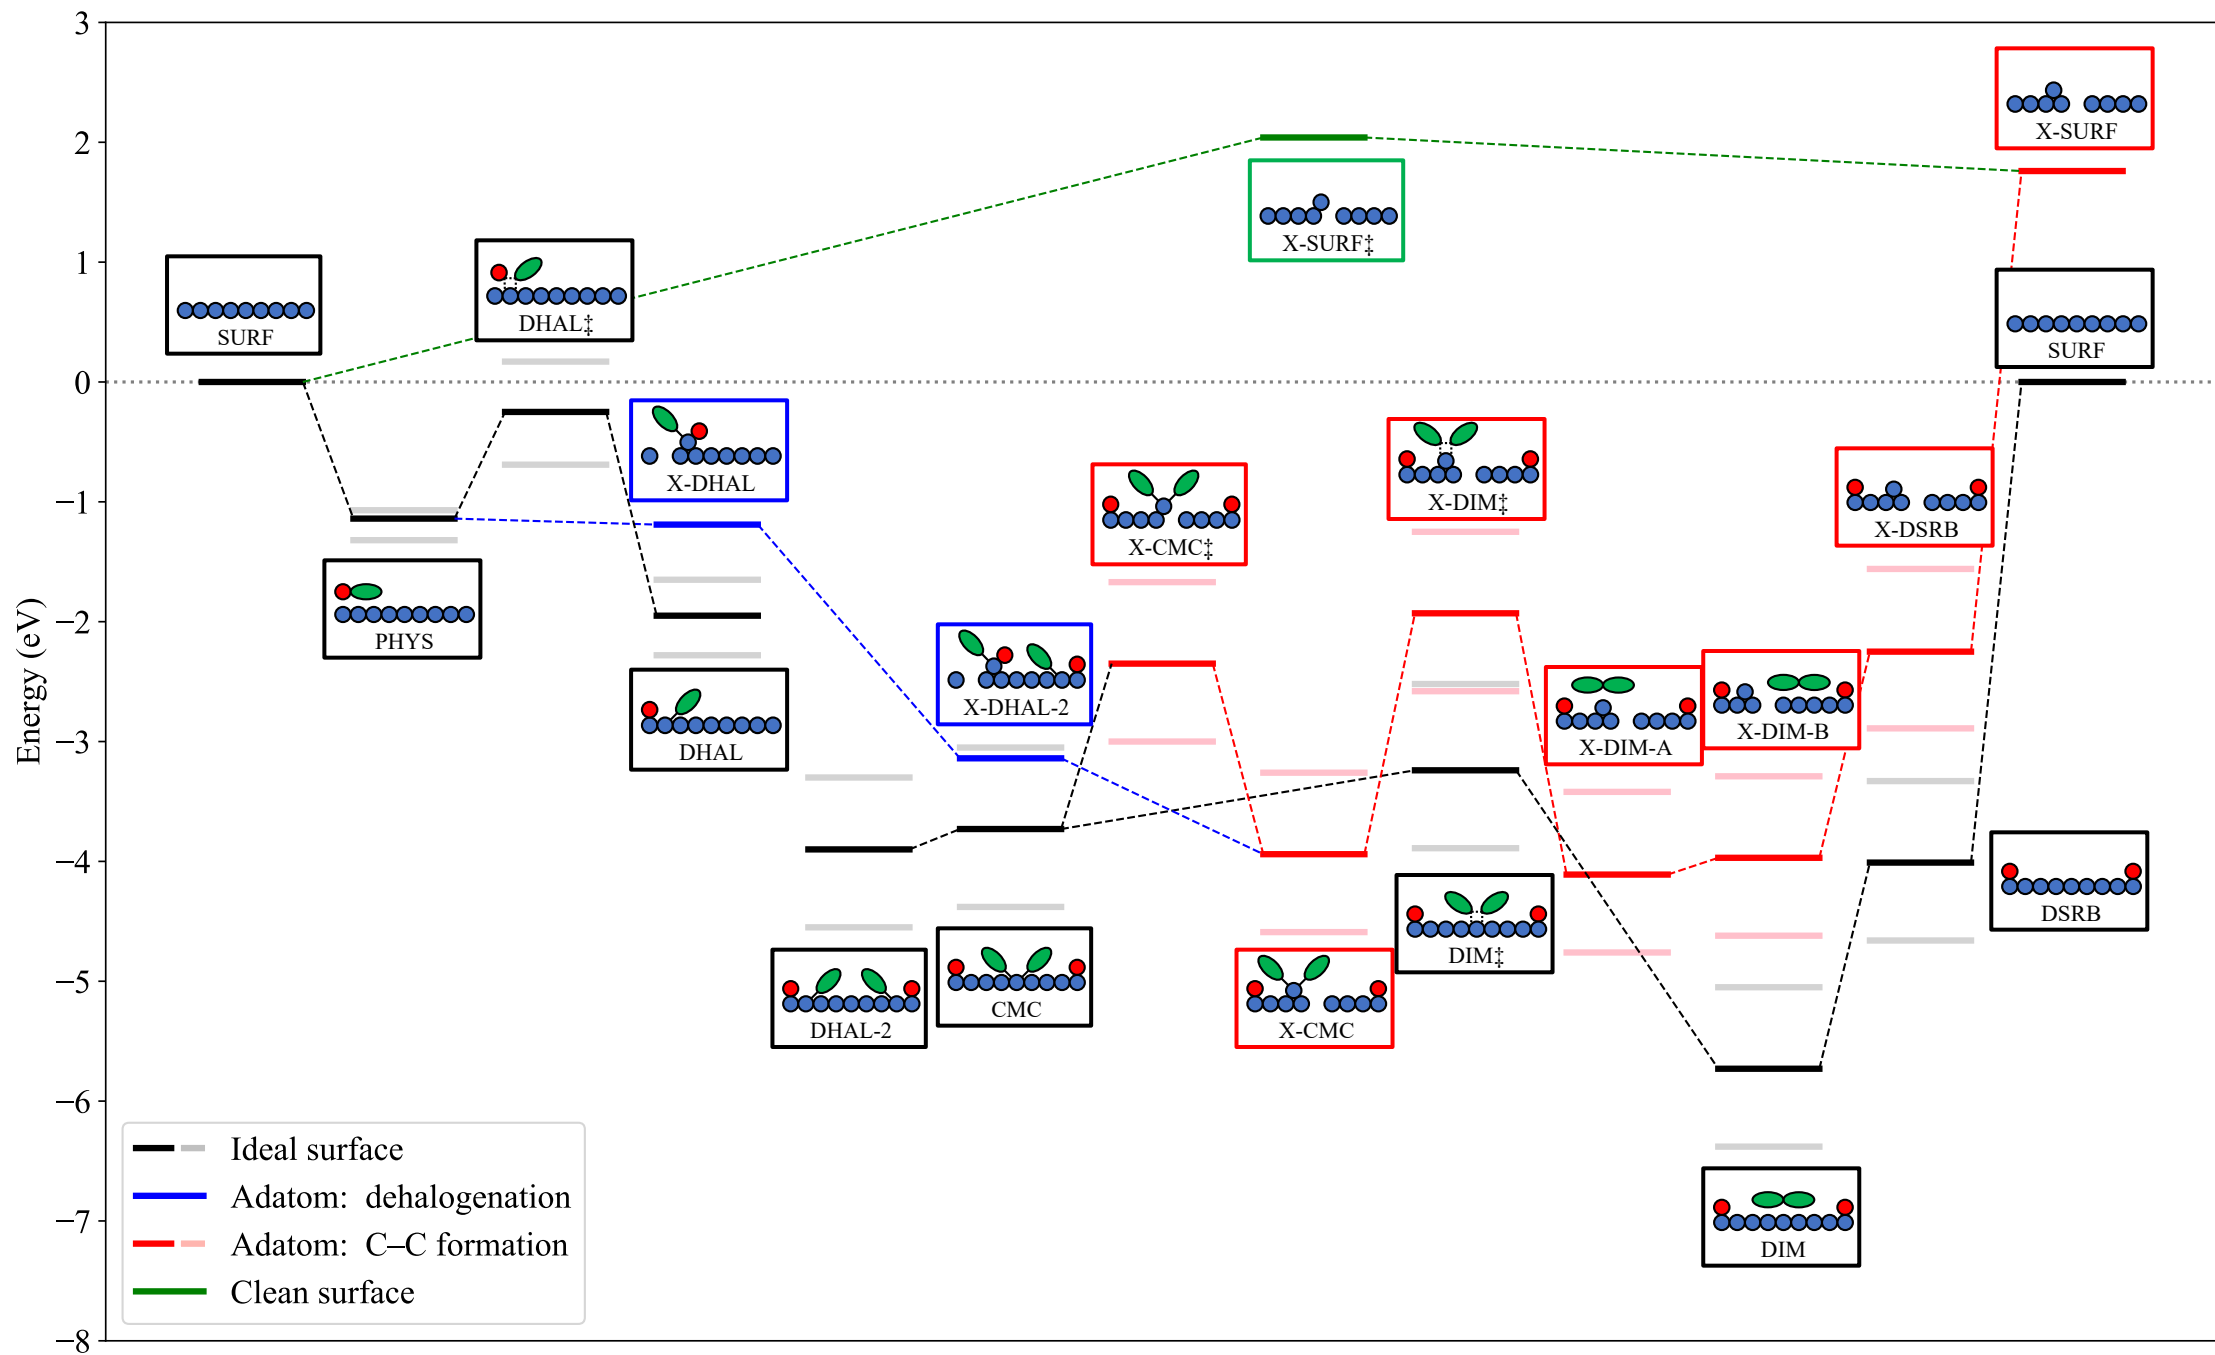 3
2
1
0
−1
−2
−3
−4
−5
−6
−7
−8
Energy (eV)
SURF
PHYS
DHAL‡
X-DHAL
DHAL
DHAL-2
X-DHAL-2
CMC
X-CMC‡
X-SURF‡
X-CMC
X-DIM‡
DIM‡
X-DIM-A
X-DIM-B
DIM
X-DSRB
DSRB
X-SURF
SURF
Ideal surface
Adatom: dehalogenation
Adatom: C–C formation
Clean surface